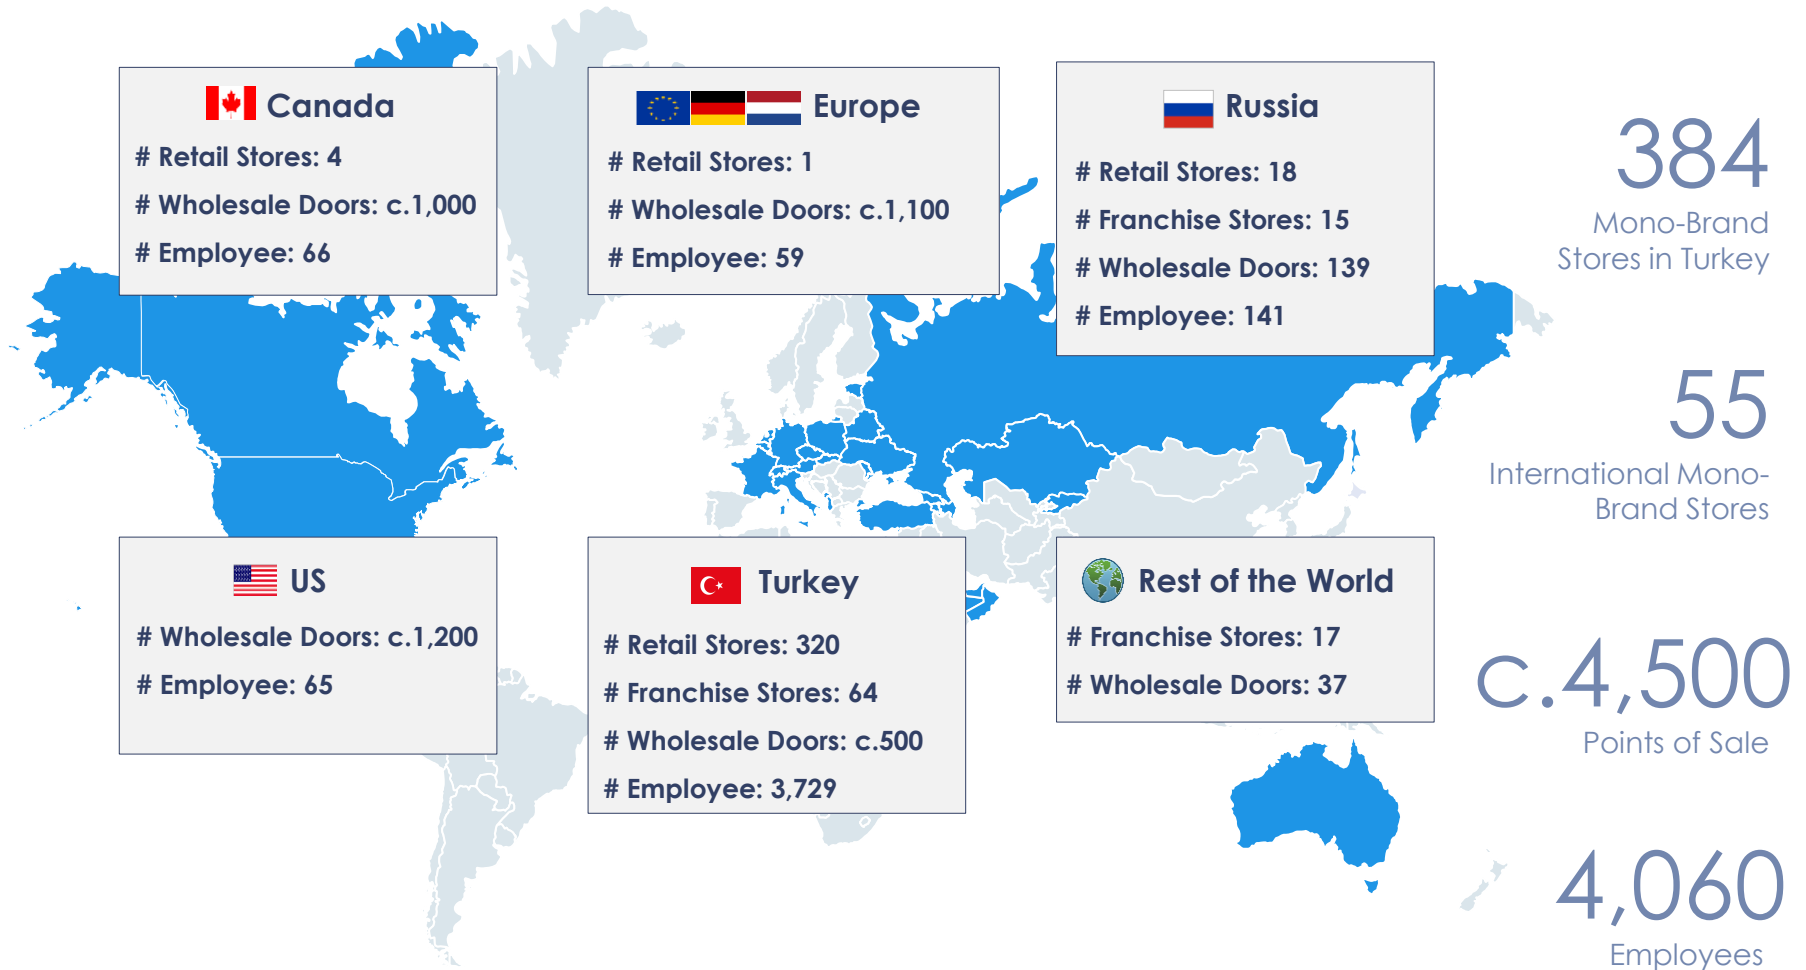 Canada
# Retail Stores: 4
# Wholesale Doors: c.1,000
# Employee: 66
Europe
# Retail Stores: 1
# Wholesale Doors: c.1,100
# Employee: 59
Russia
# Retail Stores: 18
# Franchise Stores: 15
# Wholesale Doors: 139
# Employee: 141
US
# Wholesale Doors: c.1,200
# Employee: 65
Turkey
# Retail Stores: 320
# Franchise Stores: 64
# Wholesale Doors: c.500
# Employee: 3,729
Rest of the World
# Franchise Stores: 17
# Wholesale Doors: 37
384
Mono-Brand
Stores in Turkey
55
International Mono-
Brand Stores
c.4,500
Points of Sale
4,060
Employees